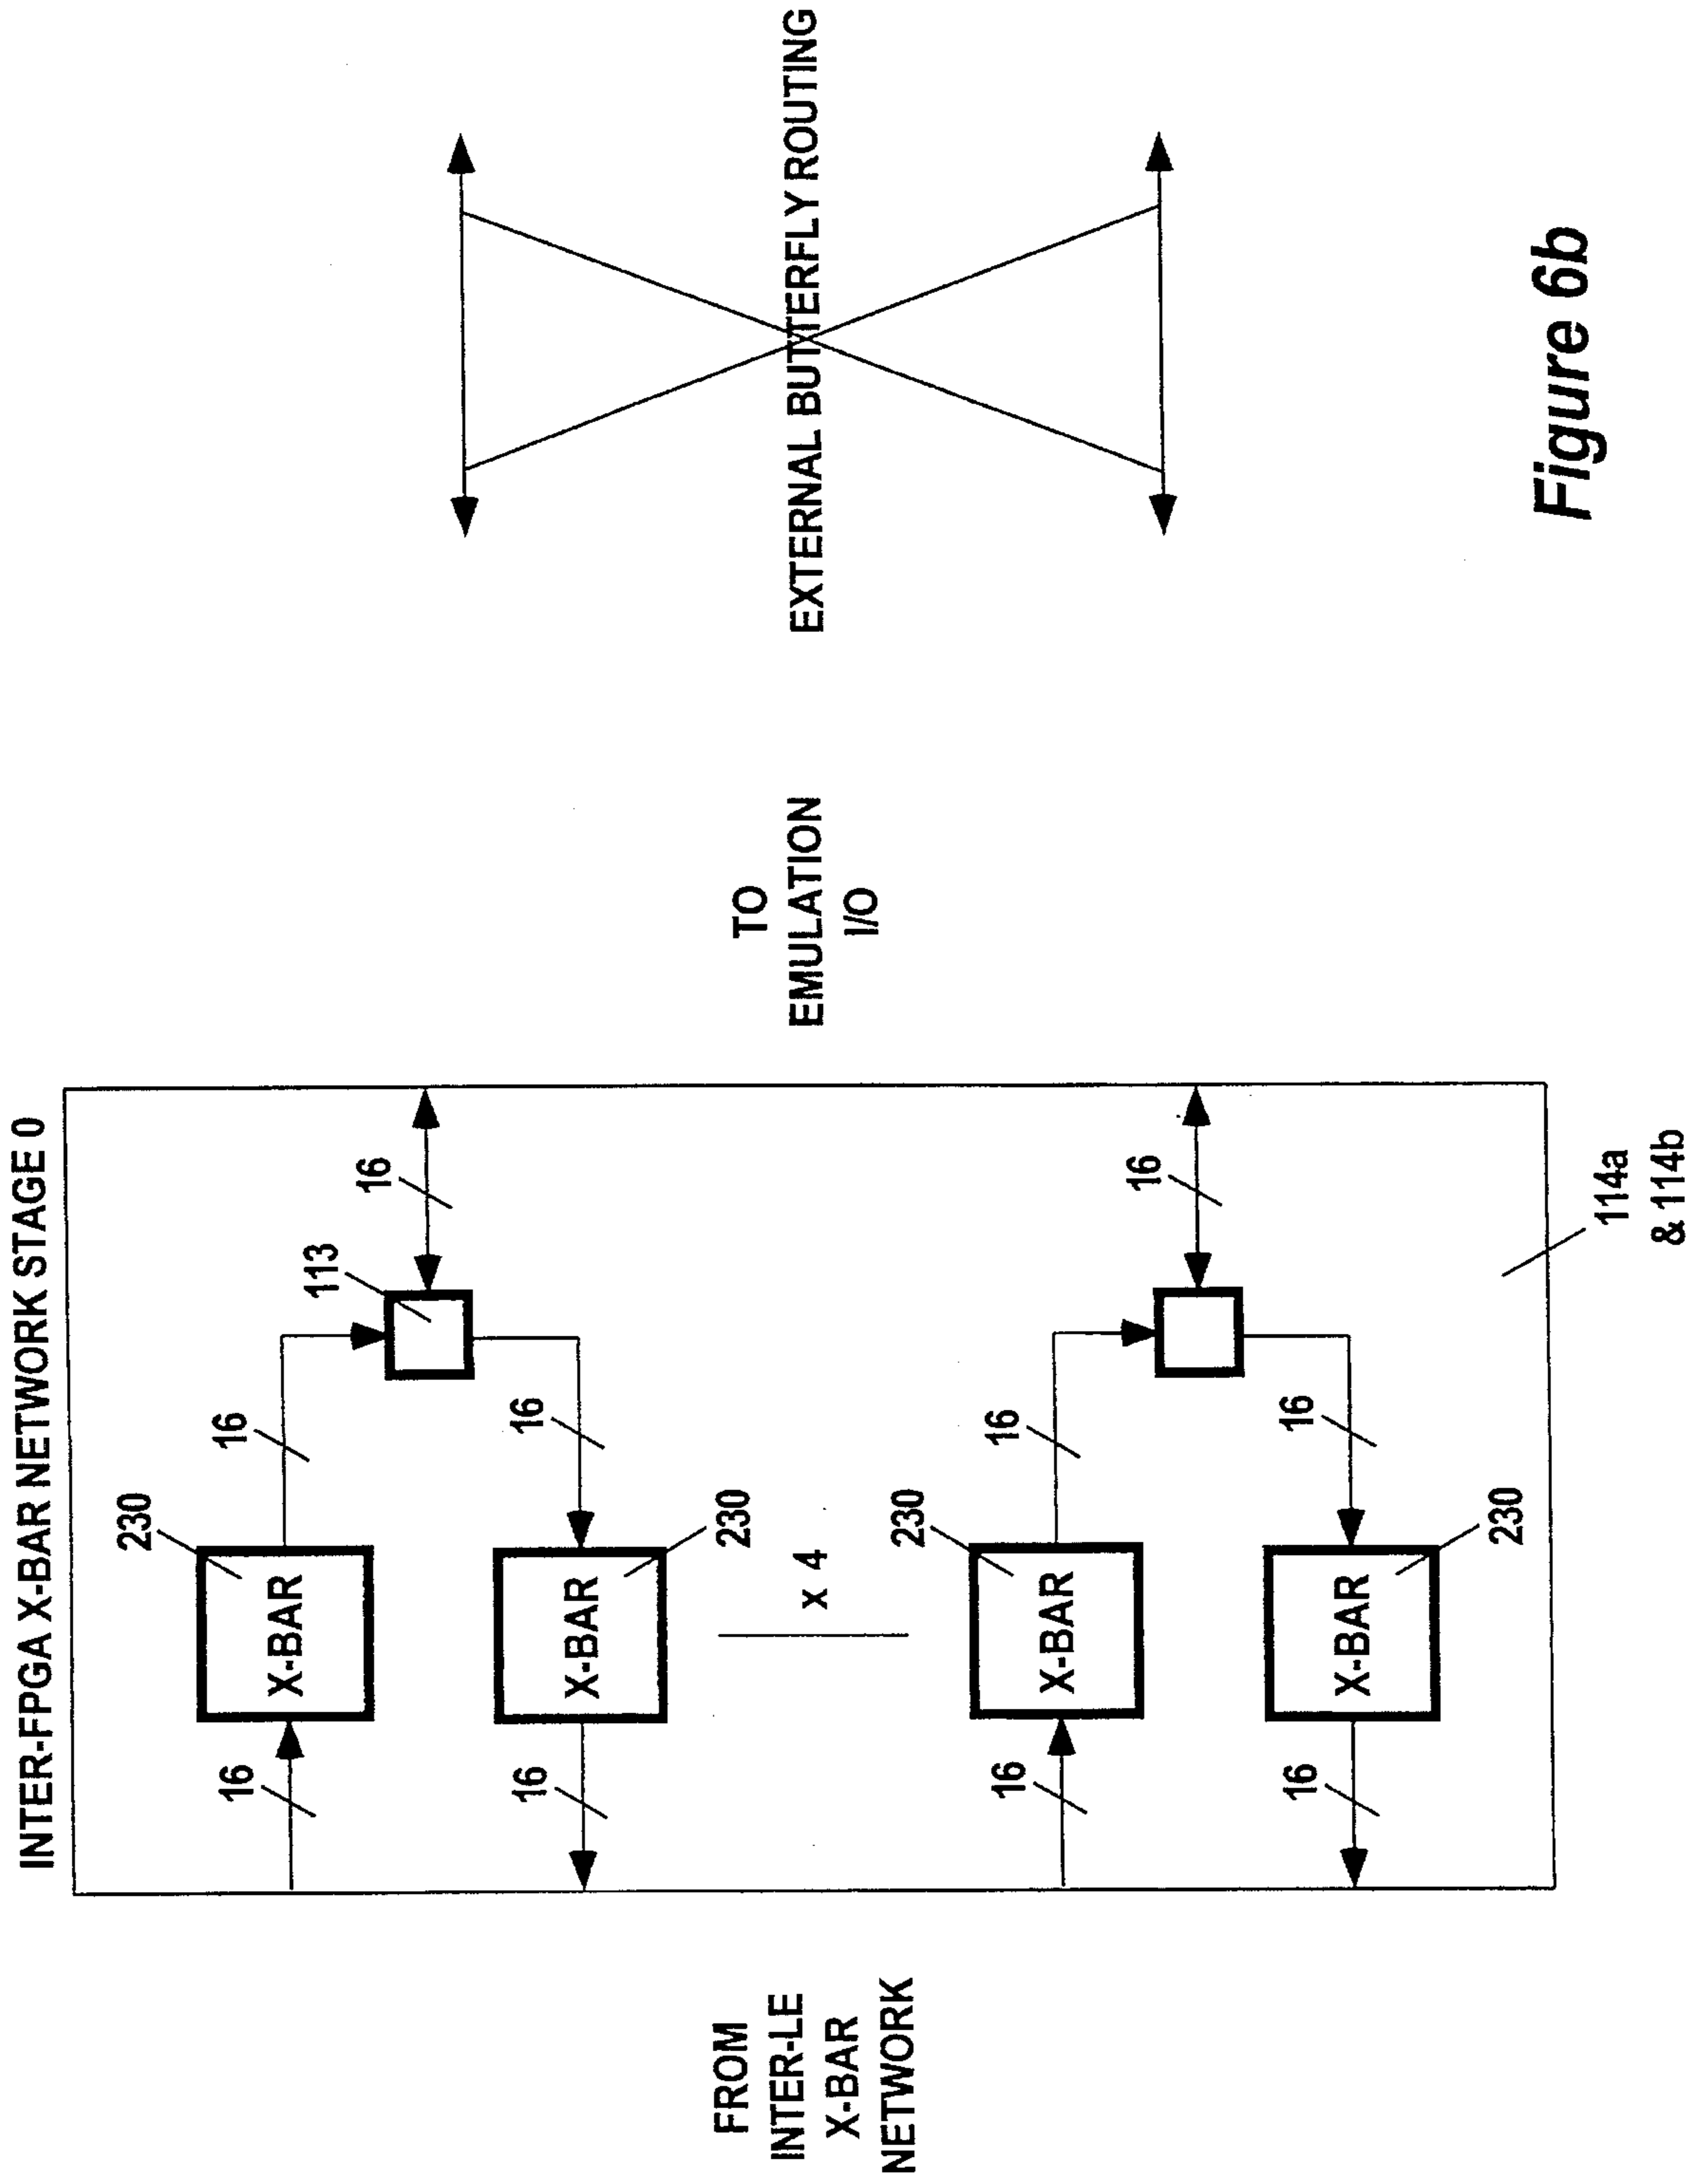 INTER-FPGA X-BAR NETWORK STAGE 0
FROM
INTER-LE
X-BAR
NETWORK
16
230
X-BAR
16
113
16
16
X-BAR
230
16
x 4
16
230
X-BAR
16
16
16
X-BAR
230
16
114a
& 114b
TO
EMULATION
I/O
EXTERNAL BUTTERFLY ROUTING
Figure 6b